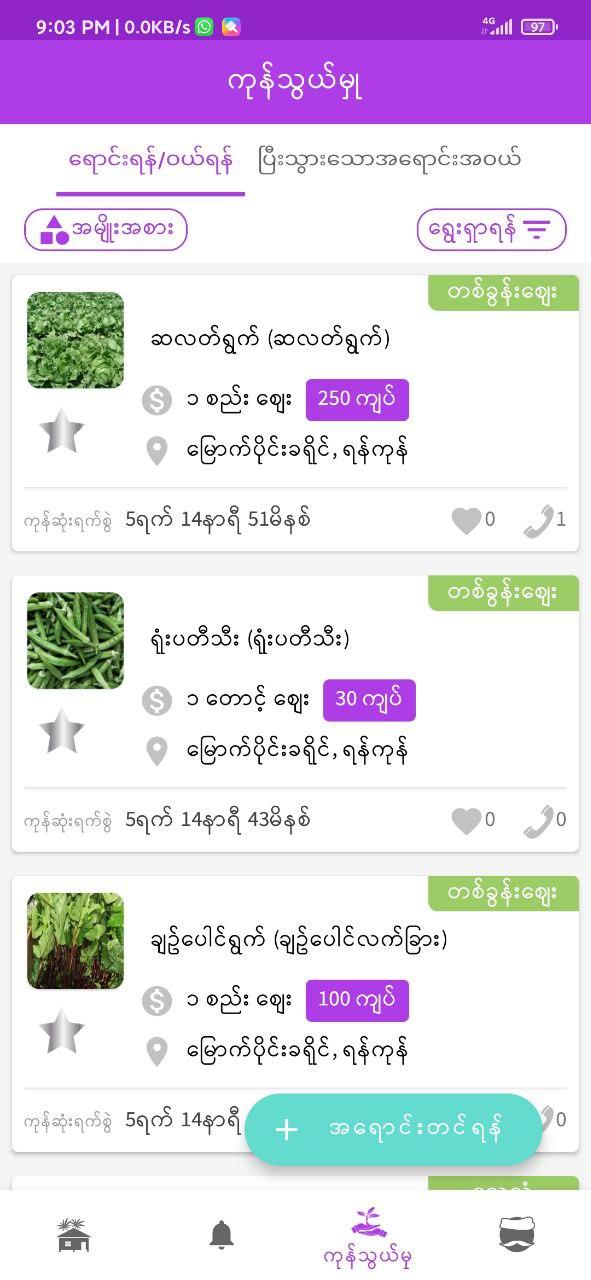 9:03 PM | 0.0KB/s 4G 97
ကုန်သွယ်မှု
ရောင်းရန်/ဝယ်ရန် ပြီးသွားသောအရောင်းအဝယ်
အမျိုးအစား ရွေးရှာရန်
တစ်ခွန်းဈေး
ဆလတ်ရွက် (ဆလတ်ရွက်)
$ ၁ စည်း ဈေး 250 ကျပ်
မြောက်ပိုင်းခရိုင်, ရန်ကုန်
ကုန်ဆုံးရက်စွဲ 5ရက် 14နာရီ 51မိနစ် 0 1
တစ်ခွန်းဈေး
ရုံးပတီသီး (ရုံးပတီသီး)
$ ၁ တောင့် ဈေး 30 ကျပ်
မြောက်ပိုင်းခရိုင်, ရန်ကုန်
ကုန်ဆုံးရက်စွဲ 5ရက် 14နာရီ 43မိနစ် 0 0
တစ်ခွန်းဈေး
ချဥ်ပေါင်ရွက် (ချဥ်ပေါင်လက်ခြား)
$ ၁ စည်း ဈေး 100 ကျပ်
မြောက်ပိုင်းခရိုင်, ရန်ကုန်
ကုန်ဆုံးရက်စွဲ 5ရက် 14နာရီ 0
+ အရောင်းတင်ရန်
ကုန်သွယ်မှု